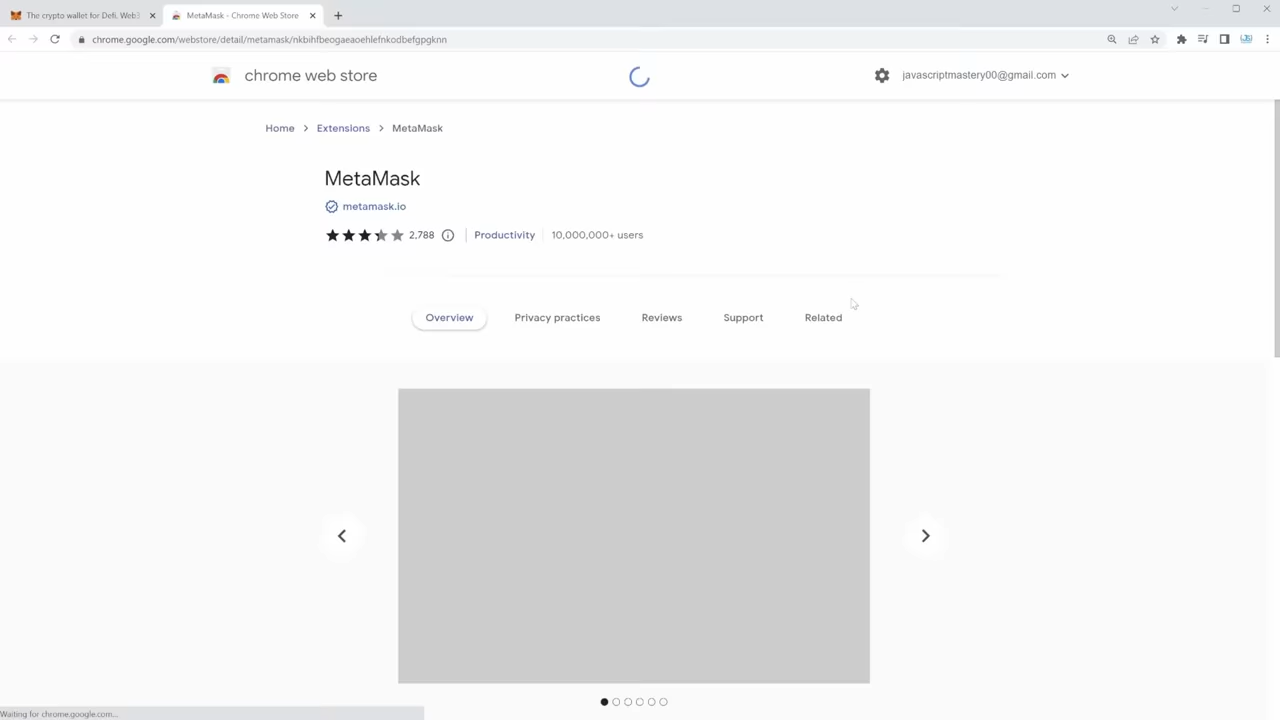 The crypto wallet for Defi, Web3
MetaMask - Chrome Web Store
chrome.google.com/webstore/detail/metamask/nkbihfbeogaeaoehlefnkodbefgpgknn
chrome web store
javascriptmastery00@gmail.com
Home > Extensions > MetaMask
MetaMask
metamask.io
2,788 Productivity 10,000,000+ users
Overview Privacy practices Reviews Support Related
Waiting for chrome.google.com...